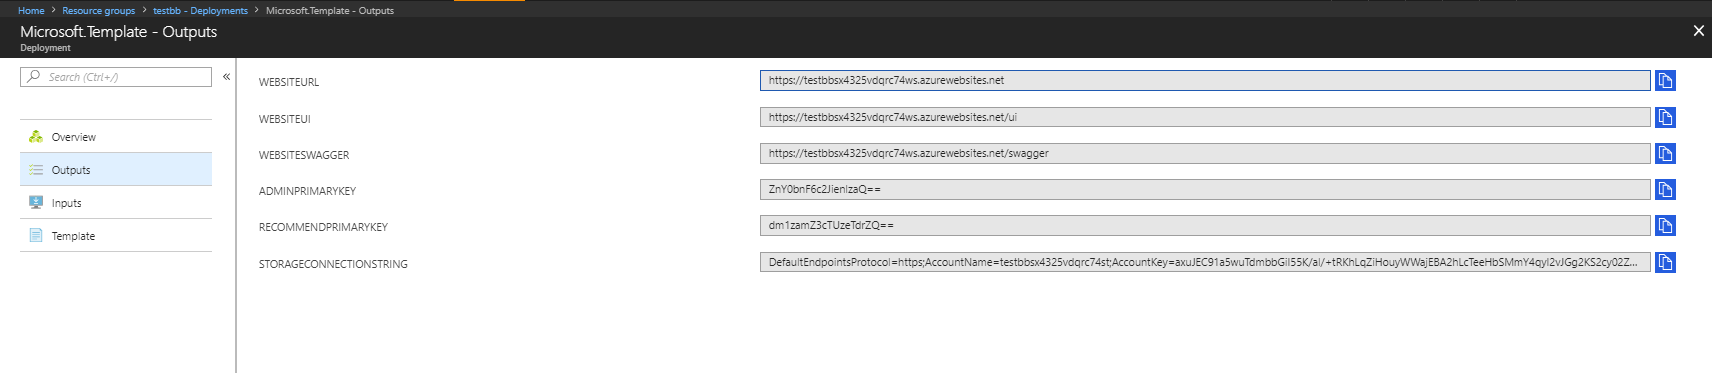 Home > Resource groups > testbb - Deployments > Microsoft.Template - Outputs
Microsoft.Template - Outputs
Deployment
Search (Ctrl+/)
Overview
Outputs
Inputs
Template
WEBSITEURL https://testbbsx4325vdqrc74ws.azurewebsites.net
WEBSITEUI https://testbbsx4325vdqrc74ws.azurewebsites.net/ui
WEBSITESWAGGER https://testbbsx4325vdqrc74ws.azurewebsites.net/swagger
ADMINPRIMARYKEY ZnY0bnF6c2JienIzaQ==
RECOMMENDPRIMARYKEY dm1zamZ3cTUzeTdrZQ==
STORAGECONNECTIONSTRING DefaultEndpointsProtocol=https;AccountName=testbbsx4325vdqrc74st;AccountKey=axuJEC91a5wuTdmbbGil55K/al/+tRKhLqZiHouyWWajEBA2hLcTeeHbSMmY4qyI2vJGg2KS2cy02Z...